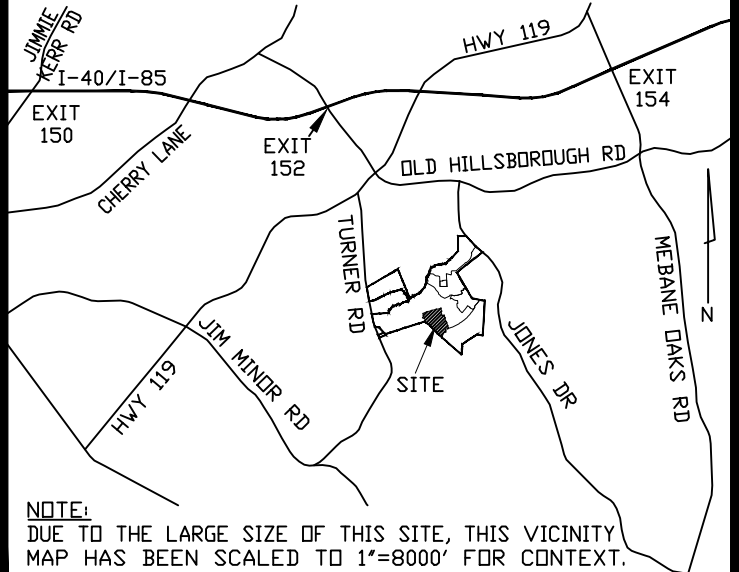 JIMMIE
KERR RD
HWY 119
I-40/I-85
EXIT
150
EXIT
154
CHERRY LANE
EXIT
152
OLD HILLSBOROUGH RD
TURNER RD
MEBANE OAKS RD
N
JIM MINOR RD
JONES DR
HWY 119
SITE
NOTE:
DUE TO THE LARGE SIZE OF THIS SITE, THIS VICINITY
MAP HAS BEEN SCALED TO 1"=8000' FOR CONTEXT.